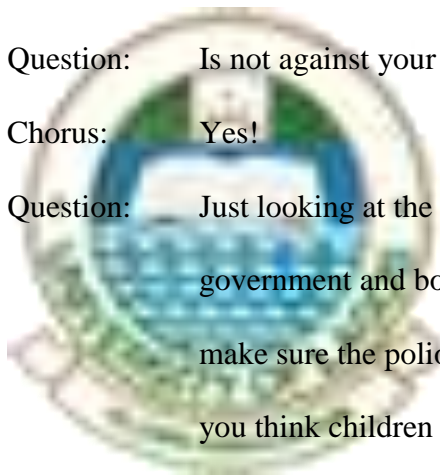 Question: Is not against your
Chorus: Yes!
Question: Just looking at the
government and bo
make sure the polio
you think children